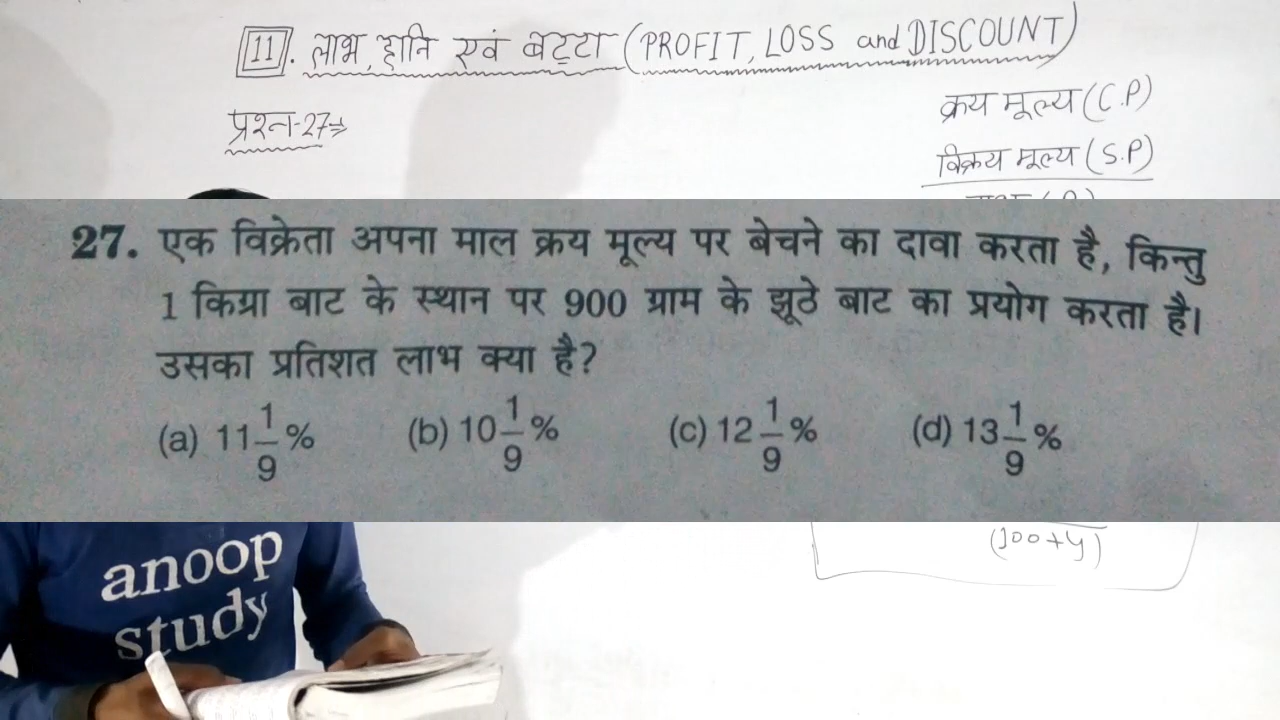 11. लाभ, हानि एवं बट्टा (PROFIT, LOSS and DISCOUNT)
क्रय मूल्य (C.P)
प्रश्न-27⇒
विक्रय मूल्य (S.P)
27. एक विक्रेता अपना माल क्रय मूल्य पर बेचने का दावा करता है, किन्तु
1 किग्रा बाट के स्थान पर 900 ग्राम के झूठे बाट का प्रयोग करता है।
उसका प्रतिशत लाभ क्या है?
(a) 11 1/9 % (b) 10 1/9 % (c) 12 1/9 % (d) 13 1/9 %
(100+y)
anoop
study